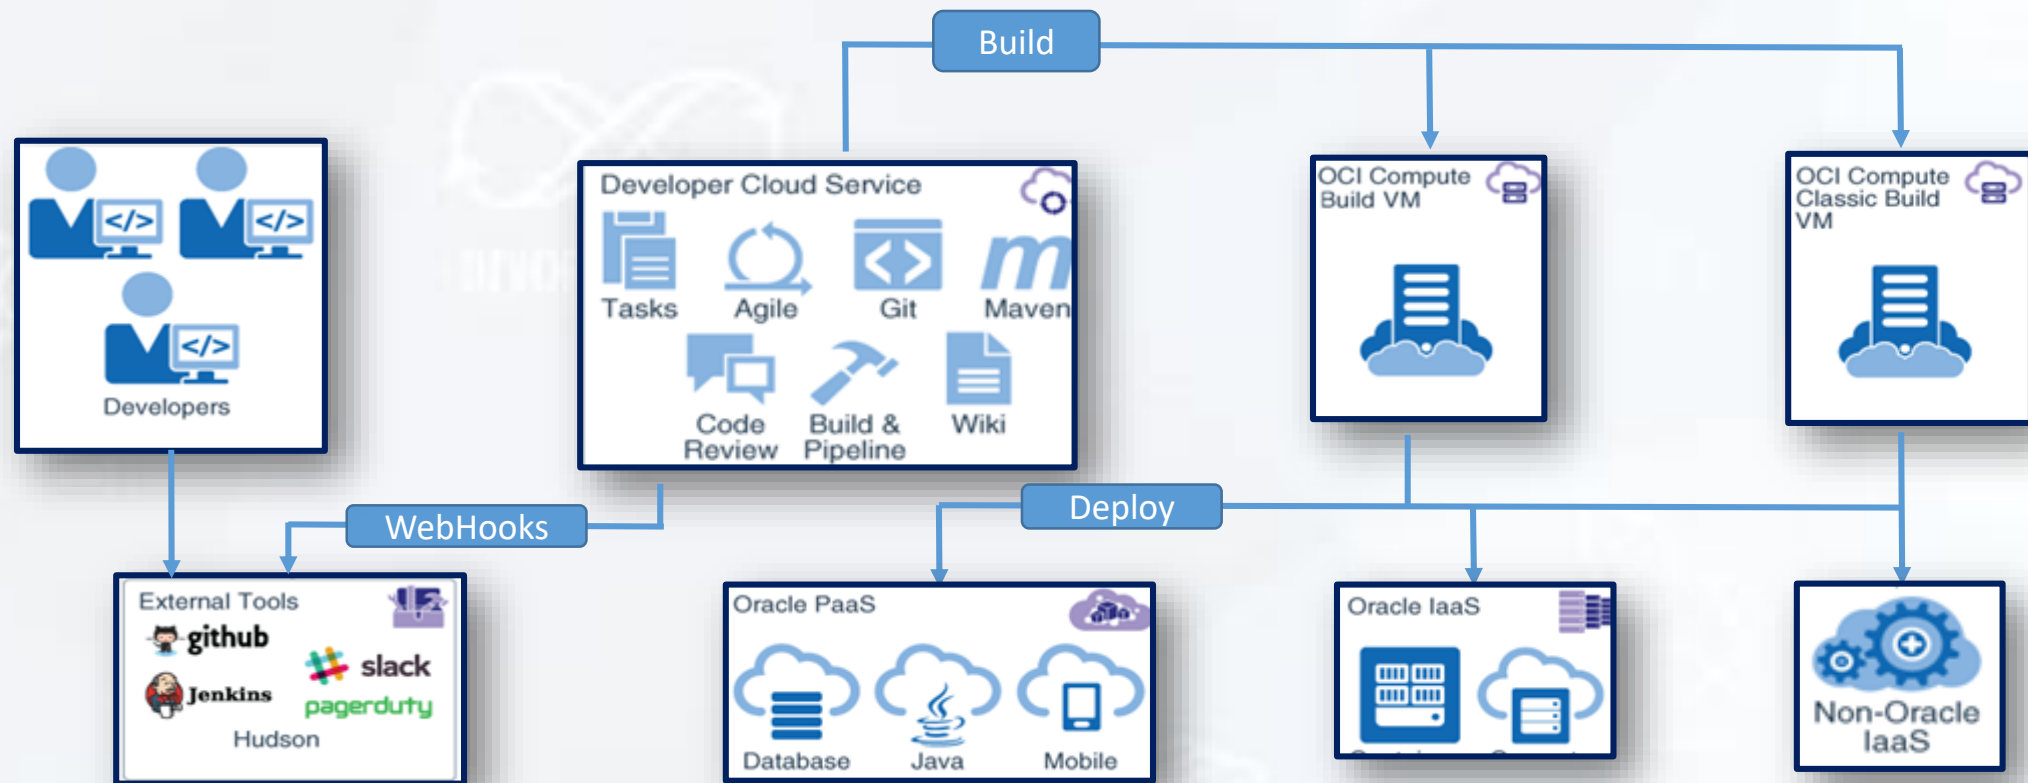 Build
</>
</>
</>
Developers
Developer Cloud Service
Tasks
Agile
Git
m
Maven
Code
Review
Build &
Pipeline
Wiki
OCI Compute
Build VM
OCI Compute
Classic Build
VM
WebHooks
Deploy
External Tools
github
slack
Jenkins
pagerduty
Hudson
Oracle PaaS
Database
Java
Mobile
Oracle IaaS
Non-Oracle
IaaS